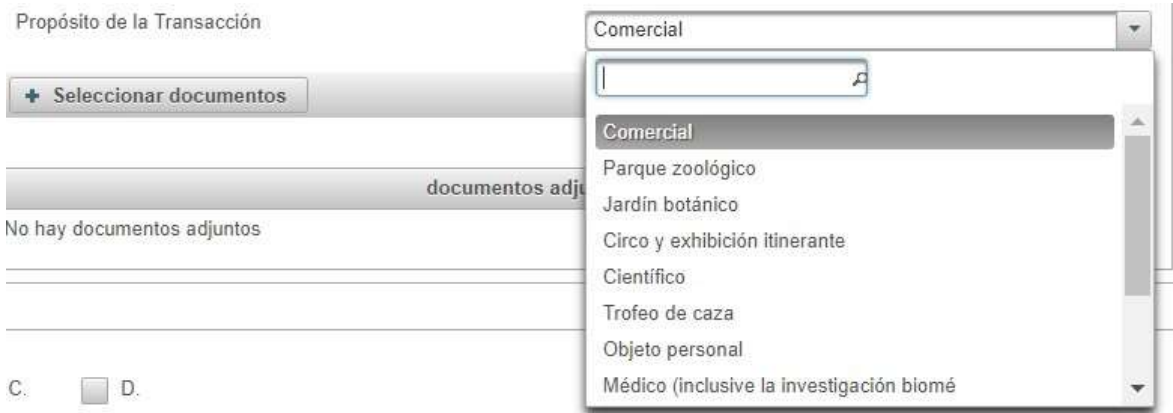 Propósito de la Transacción
Comercial
+ Seleccionar documentos
Comercial
Parque zoológico
documentos
Jardín botánico
No hay documentos adjuntos
Circo y exhibición itinerante
Científico
Trofeo de caza
Objeto personal
C. D.
Médico (inclusive la investigación biomé